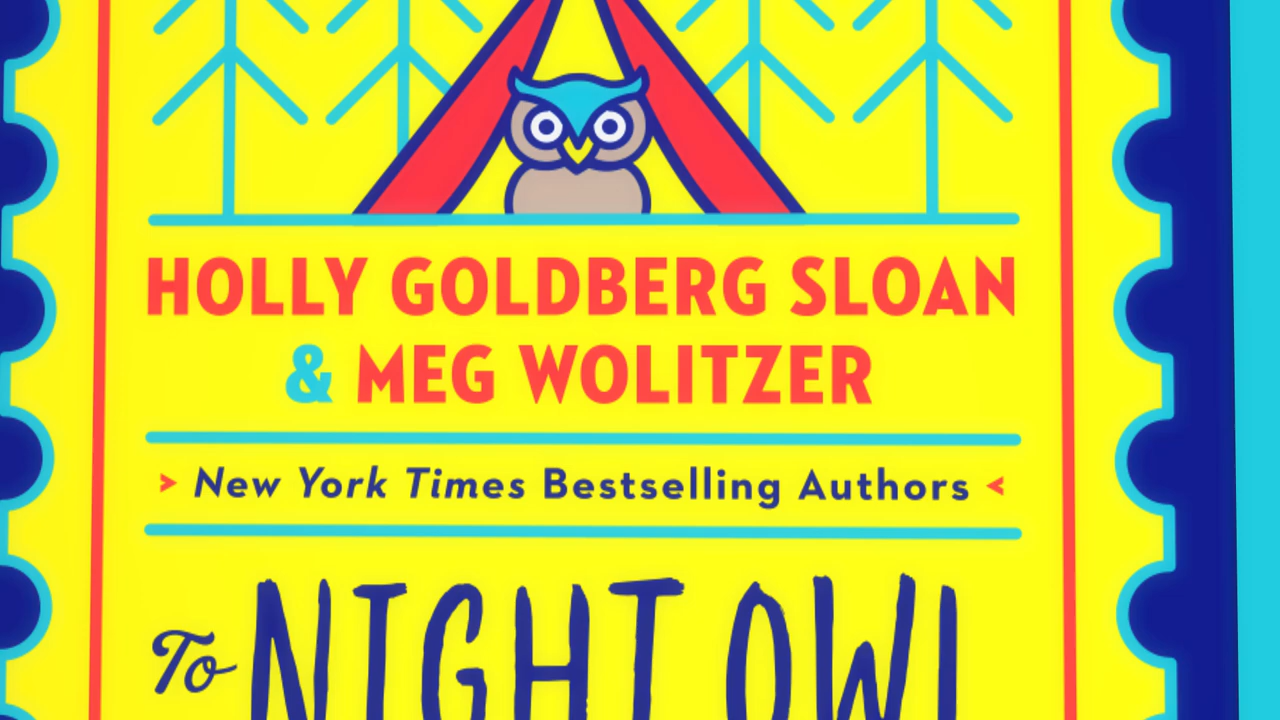 HOLLY GOLDBERG SLOAN
& MEG WOLITZER
> New York Times Bestselling Authors <
To NIGHT OWL